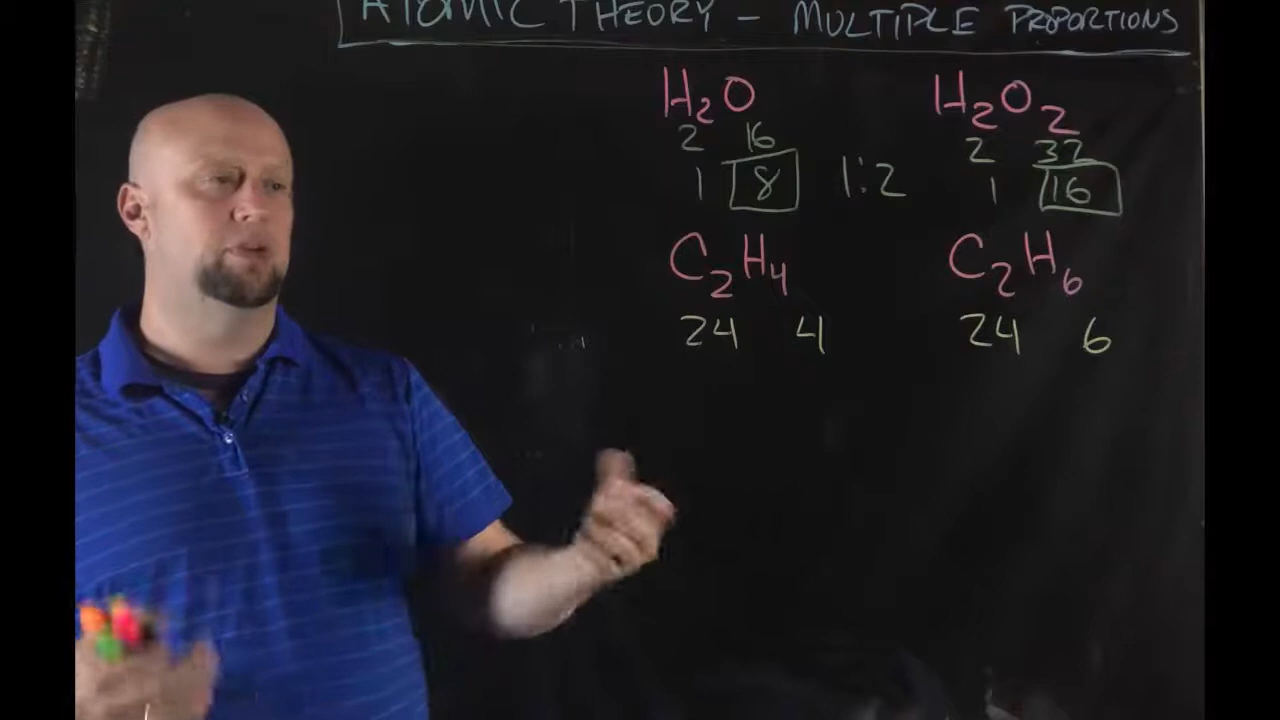 ATOMIC THEORY – MULTIPLE PROPORTIONS
H₂O H₂O₂
2 16 2 32
1 8 1:2 1 16
C₂H₄ C₂H₆
24 4 24 6